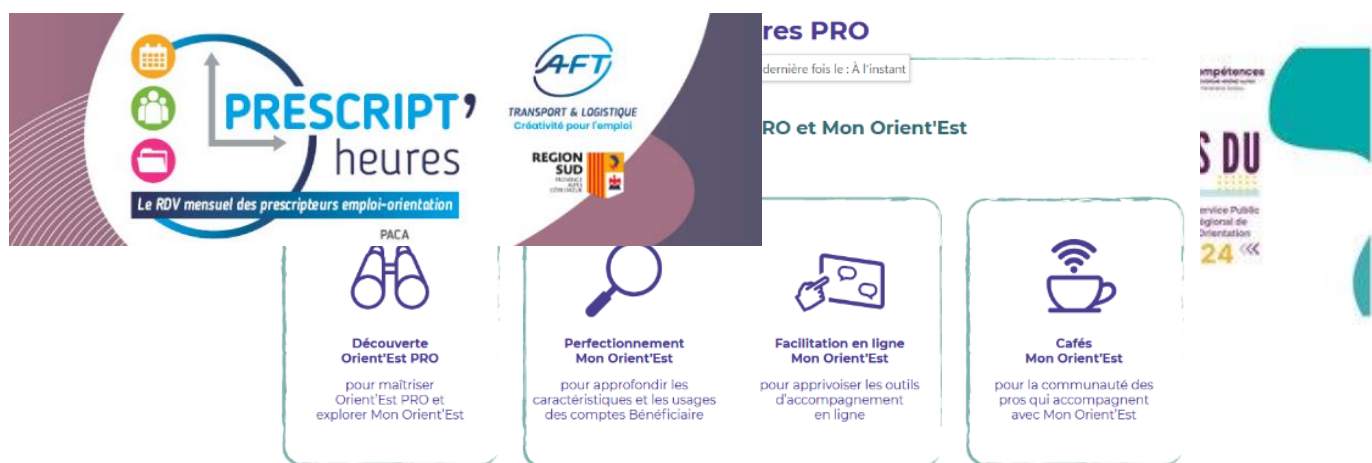 PRESCRIPT'
heures
Le RDV mensuel des prescripteurs emploi-orientation
PACA
AFT
TRANSPORT & LOGISTIQUE
Créativité pour l'emploi
REGION
SUD
PROVENCE
ALPES
CÔTE D'AZUR
res PRO
dernière fois le : À l'instant
RO et Mon Orient'Est
mpétences
S DU
ervice Public
égional de
Orientation
24
Découverte
Orient'Est PRO
pour maîtriser
Orient'Est PRO et
explorer Mon Orient'Est
Perfectionnement
Mon Orient'Est
pour approfondir les
caractéristiques et les usages
des comptes Bénéficiaire
Facilitation en ligne
Mon Orient'Est
pour apprivoiser les outils
d'accompagnement
en ligne
Cafés
Mon Orient'Est
pour la communauté des
pros qui accompagnent
avec Mon Orient'Est